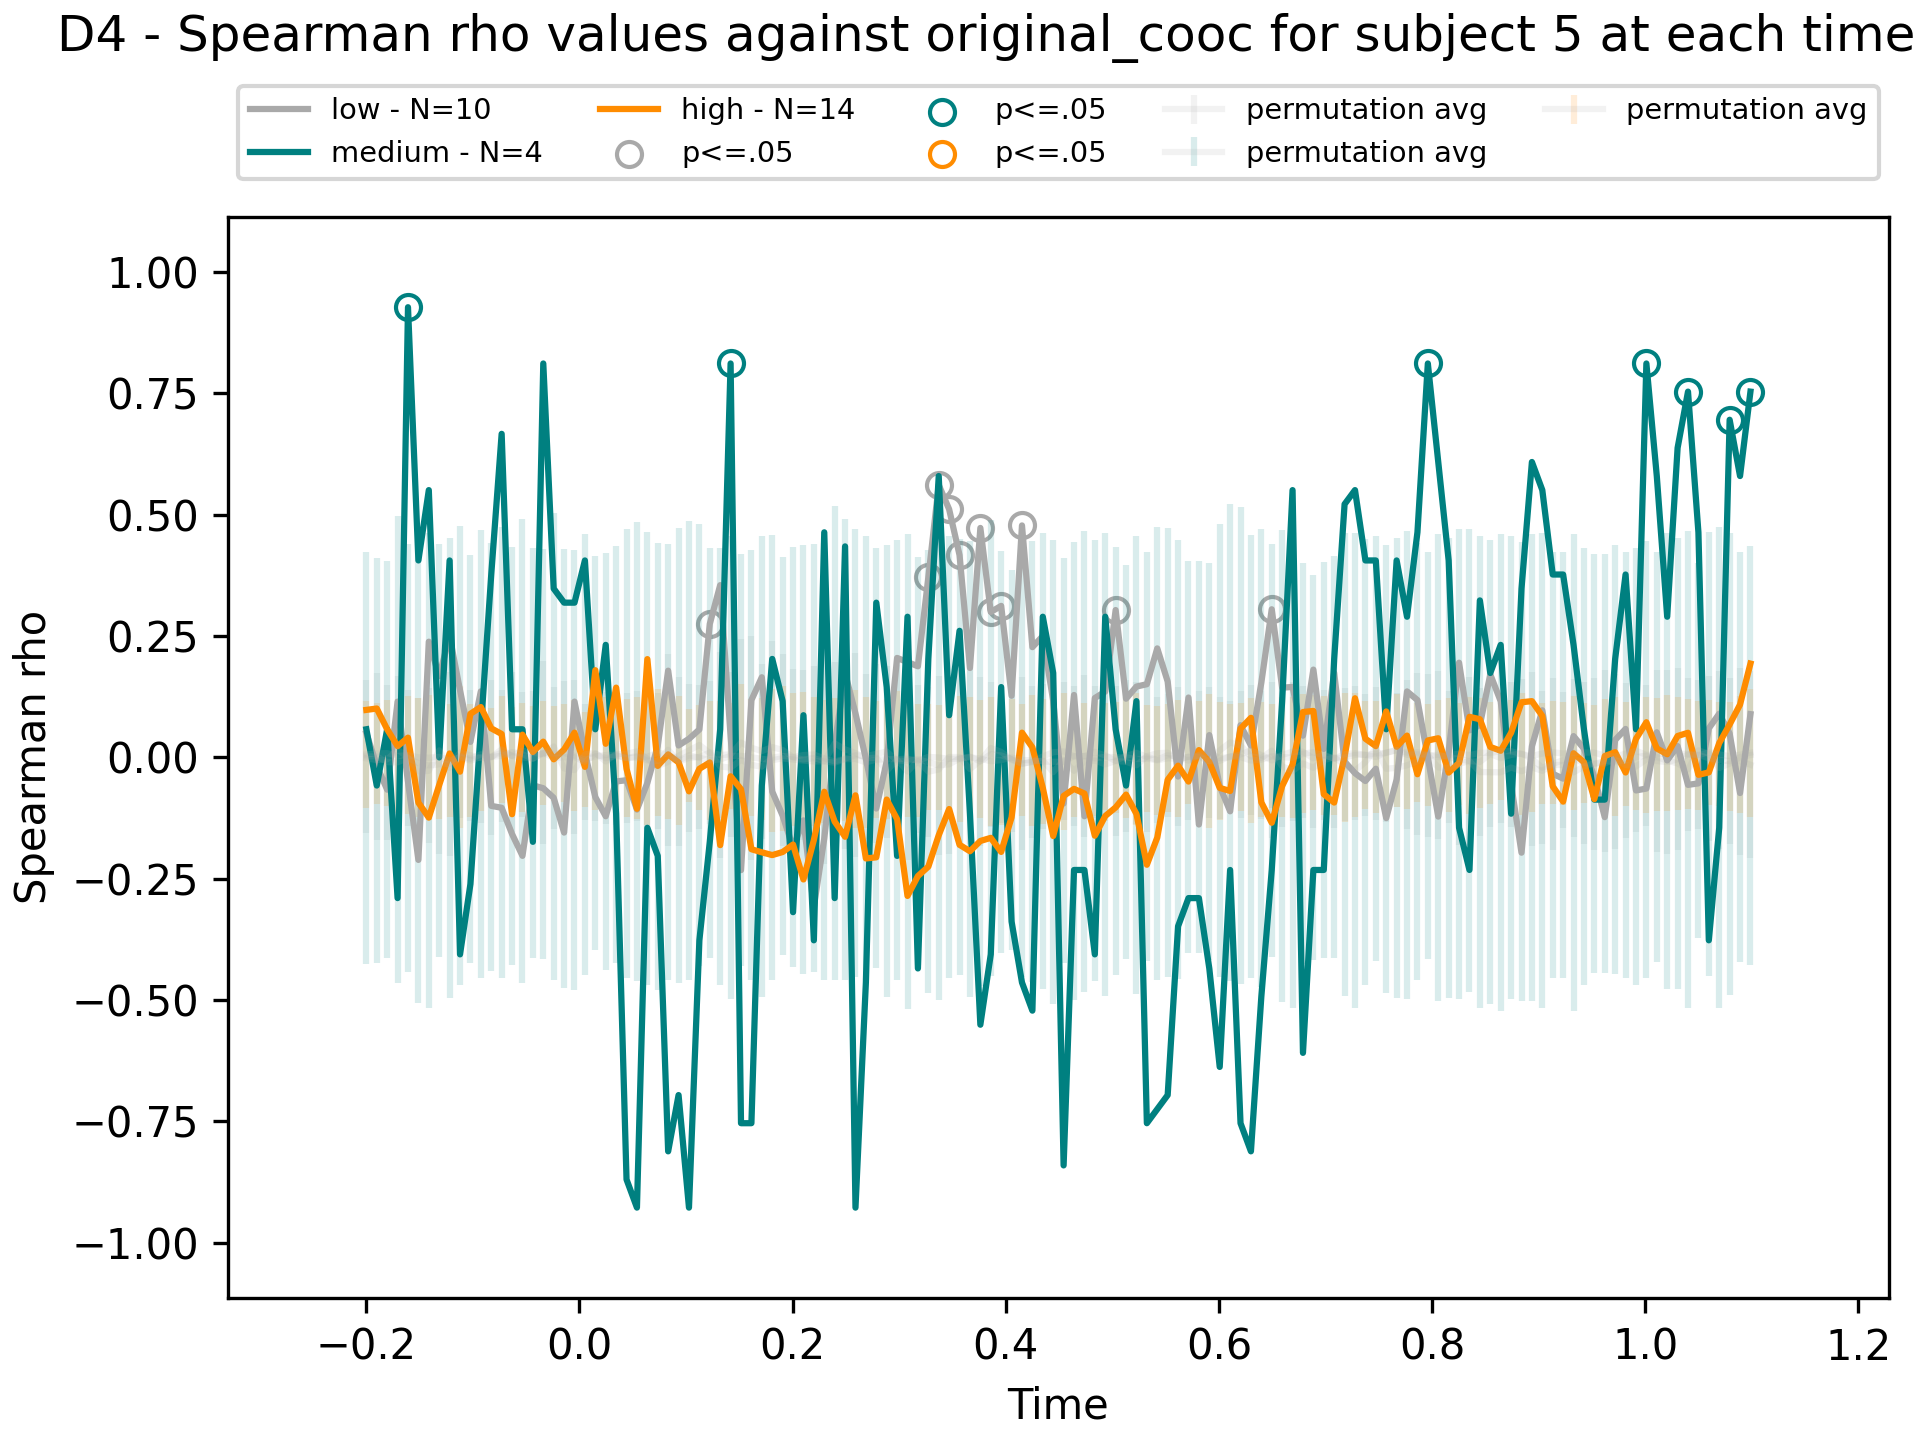 D4 - Spearman rho values against original_cooc for subject 5 at each time
low - N=10
medium - N=4
high - N=14
p<=.05
p<=.05
p<=.05
permutation avg
permutation avg
permutation avg
Spearman rho
1.00
0.75
0.50
0.25
0.00
−0.25
−0.50
−0.75
−1.00
−0.2
0.0
0.2
0.4
0.6
0.8
1.0
1.2
Time